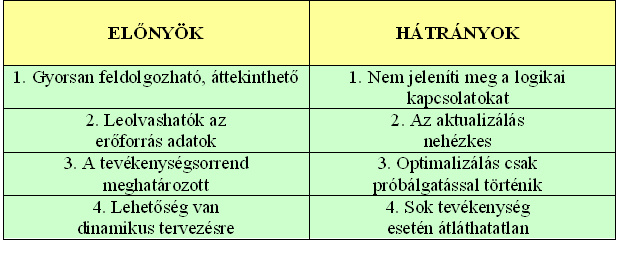 ELŐNYÖK
HÁTRÁNYOK
1. Gyorsan feldolgozható, áttekinthető
1. Nem jeleníti meg a logikai
kapcsolatokat
2. Leolvashatók az
erőforrás adatok
2. Az aktualizálás
nehézkes
3. A tevékenységsorrend
meghatározott
3. Optimalizálás csak
próbálgatással történik
4. Lehetőség van
dinamikus tervezésre
4. Sok tevékenység
esetén átláthatatlan